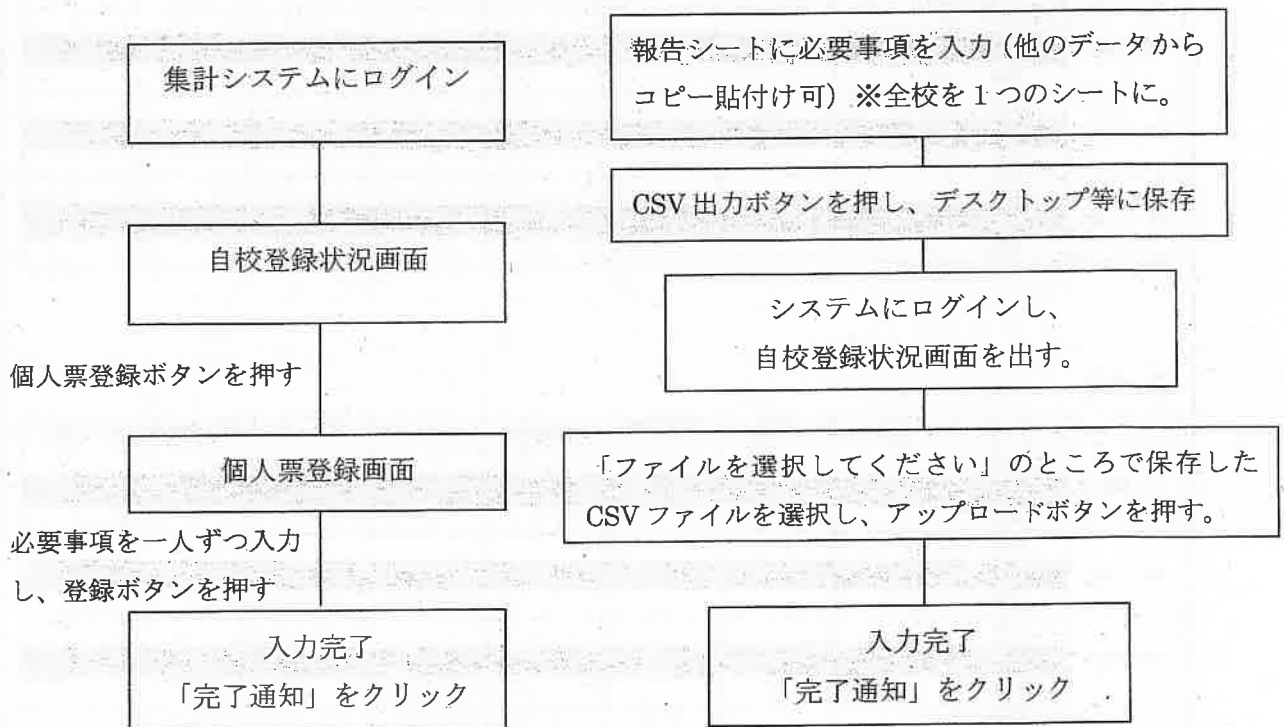 集計システムにログイン
自校登録状況画面
個人票登録ボタンを押す
個人票登録画面
必要事項を一人ずつ入力
し、登録ボタンを押す
入力完了
「完了通知」をクリック
報告シートに必要事項を入力(他のデータから
コピー貼付け可)※全校を1つのシートに。
CSV出力ボタンを押し、デスクトップ等に保存
システムにログインし、
自校登録状況画面を出す。
「ファイルを選択してください」のところで保存した
CSVファイルを選択し、アップロードボタンを押す。
入力完了
「完了通知」をクリック